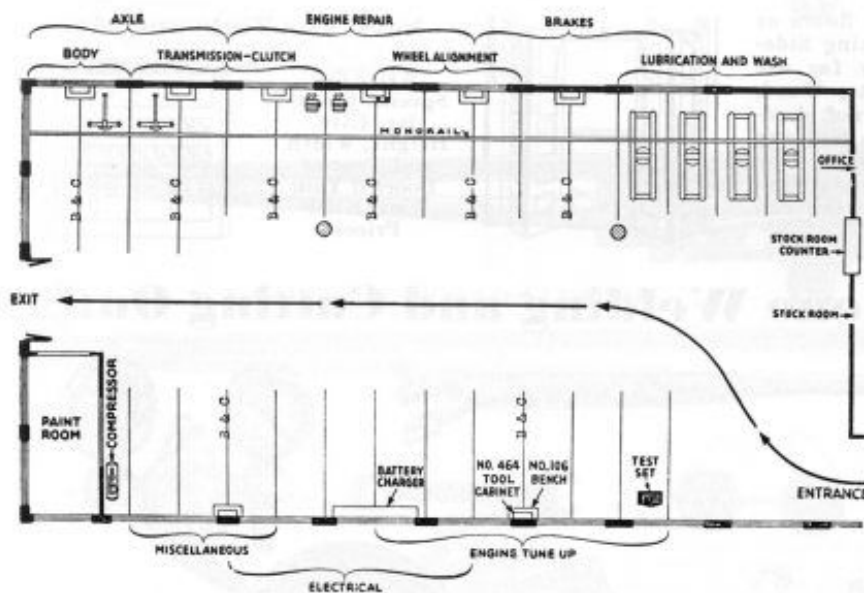 AXLE
ENGINE REPAIR
BRAKES
BODY
TRANSMISSION-CLUTCH
WHEEL ALIGNMENT
LUBRICATION AND WASH
MONORAIL
OFFICE
B & C
B & C
B & C
B & C
B & C
B & C
STOCK ROOM
COUNTER
EXIT
STOCK ROOM
PAINT
ROOM
COMPRESSOR
B & C
B & C
BATTERY
CHARGER
NO. 464
TOOL
CABINET
NO. 106
BENCH
TEST
SET
ENTRANCE
MISCELLANEOUS
ENGING TUNE UP
ELECTRICAL